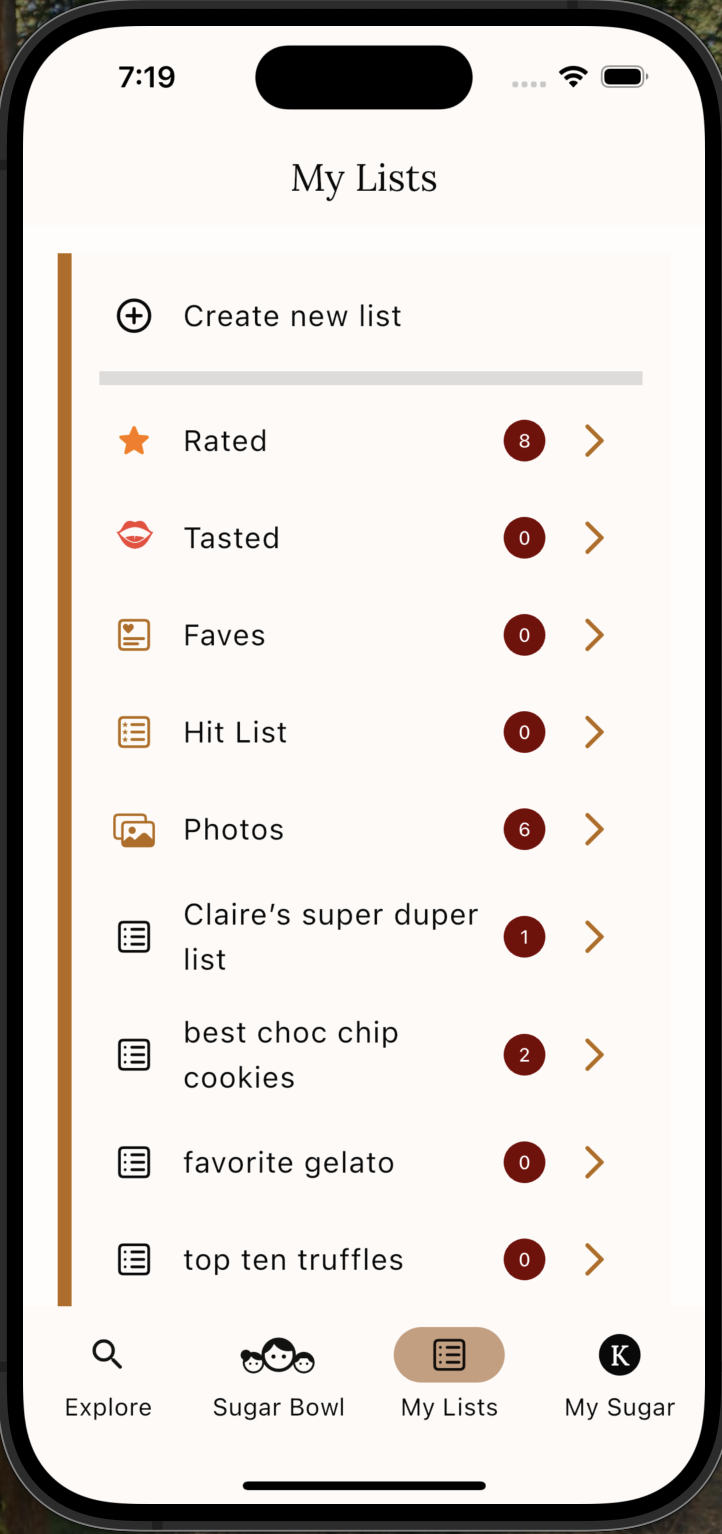 7:19
My Lists
Create new list
Rated 8
Tasted 0
Faves 0
Hit List 0
Photos 6
Claire’s super duper
list 1
best choc chip
cookies 2
favorite gelato 0
top ten truffles 0
K
Explore Sugar Bowl My Lists My Sugar